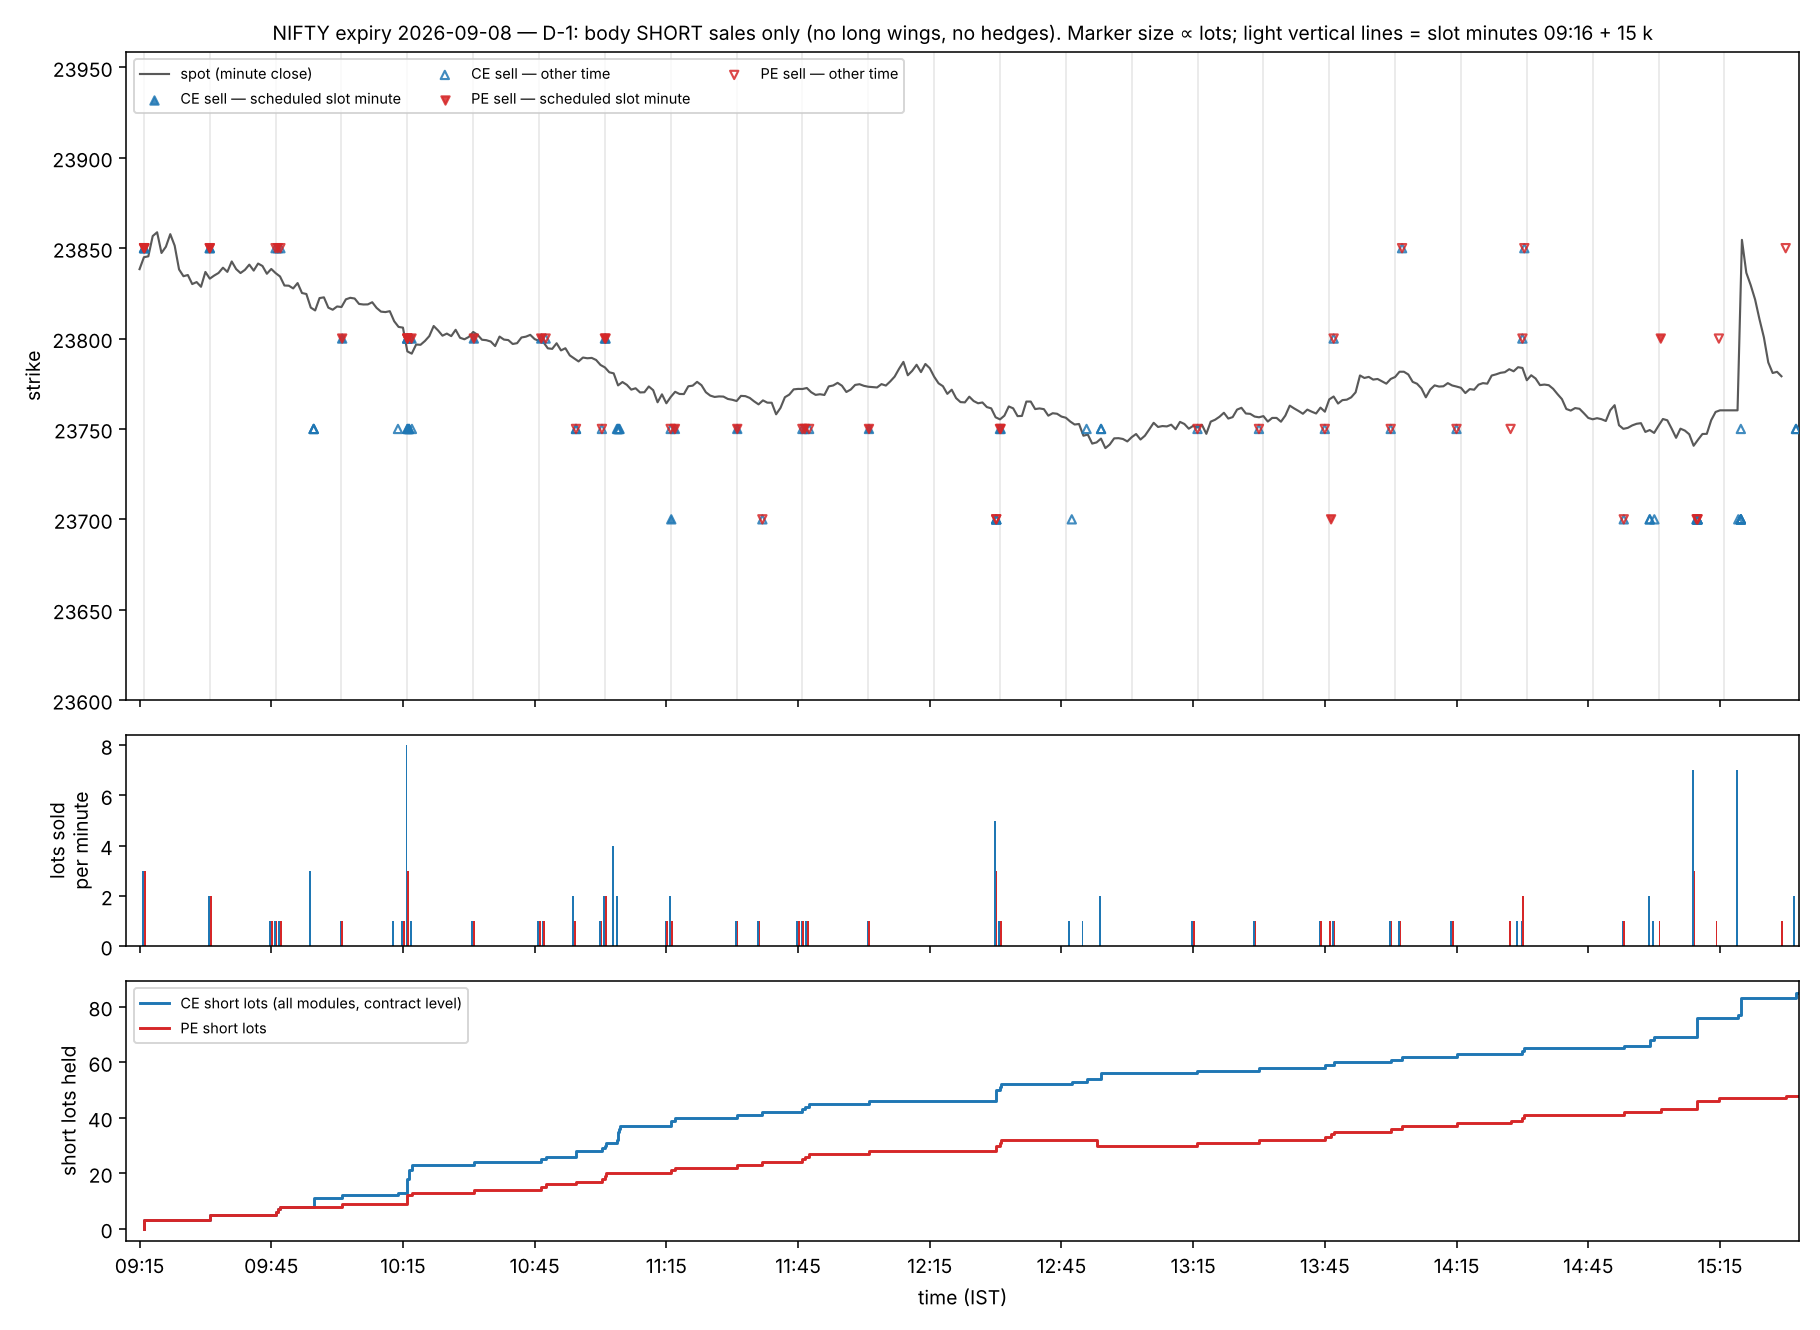 NIFTY expiry 2026-09-08 — D-1: body SHORT sales only (no long wings, no hedges). Marker size ∝ lots; light vertical lines = slot minutes 09:16 + 15 k
spot (minute close)
CE sell — scheduled slot minute
CE sell — other time
PE sell — scheduled slot minute
PE sell — other time
strike
23950
23900
23850
23800
23750
23700
23650
23600
lots sold
per minute
8
6
4
2
0
CE short lots (all modules, contract level)
PE short lots
short lots held
80
60
40
20
0
09:15
09:45
10:15
10:45
11:15
11:45
12:15
12:45
13:15
13:45
14:15
14:45
15:15
time (IST)